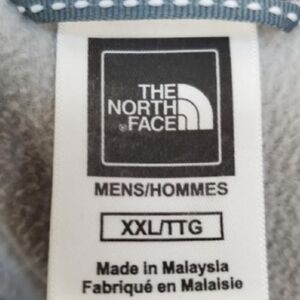 THE
NORTH
®FACE
MENS/HOMMES
XXL/TTG
Made in Malaysia
Fabriqué en Malaisie